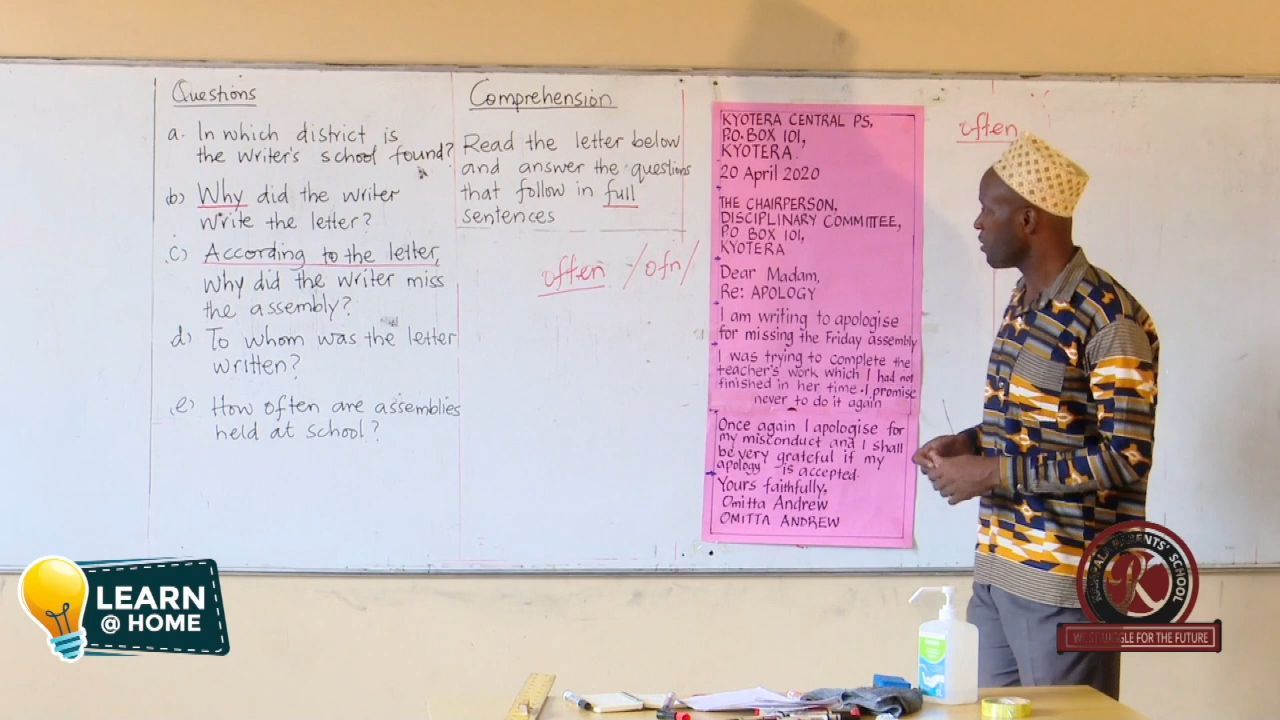 Questions
a. In which district is
the writer's school found?
b) Why did the writer
write the letter?
c) According to the letter,
why did the writer miss
the assembly?
d) To whom was the letter
written?
e) How often are assemblies
held at school?
Comprehension
Read the letter below
and answer the questions
that follow in full
sentences
often /ofn/
KYOTERA CENTRAL PS,
P.O. BOX 101,
KYOTERA.
20 April 2020
THE CHAIRPERSON,
DISCIPLINARY COMMITTEE,
P.O BOX 101,
KYOTERA
Dear Madam,
Re: APOLOGY
I am writing to apologise
for missing the Friday assembly
I was trying to complete the
teacher's work which I had not
finished in her time. I promise
never to do it again
Once again I apologise for
my misconduct and I shall
be very grateful if my
apology is accepted.
Yours faithfully,
Omitta Andrew
OMITTA ANDREW
often
LEARN
@ HOME
PARENTS' SCHOOL
FOR THE FUTURE